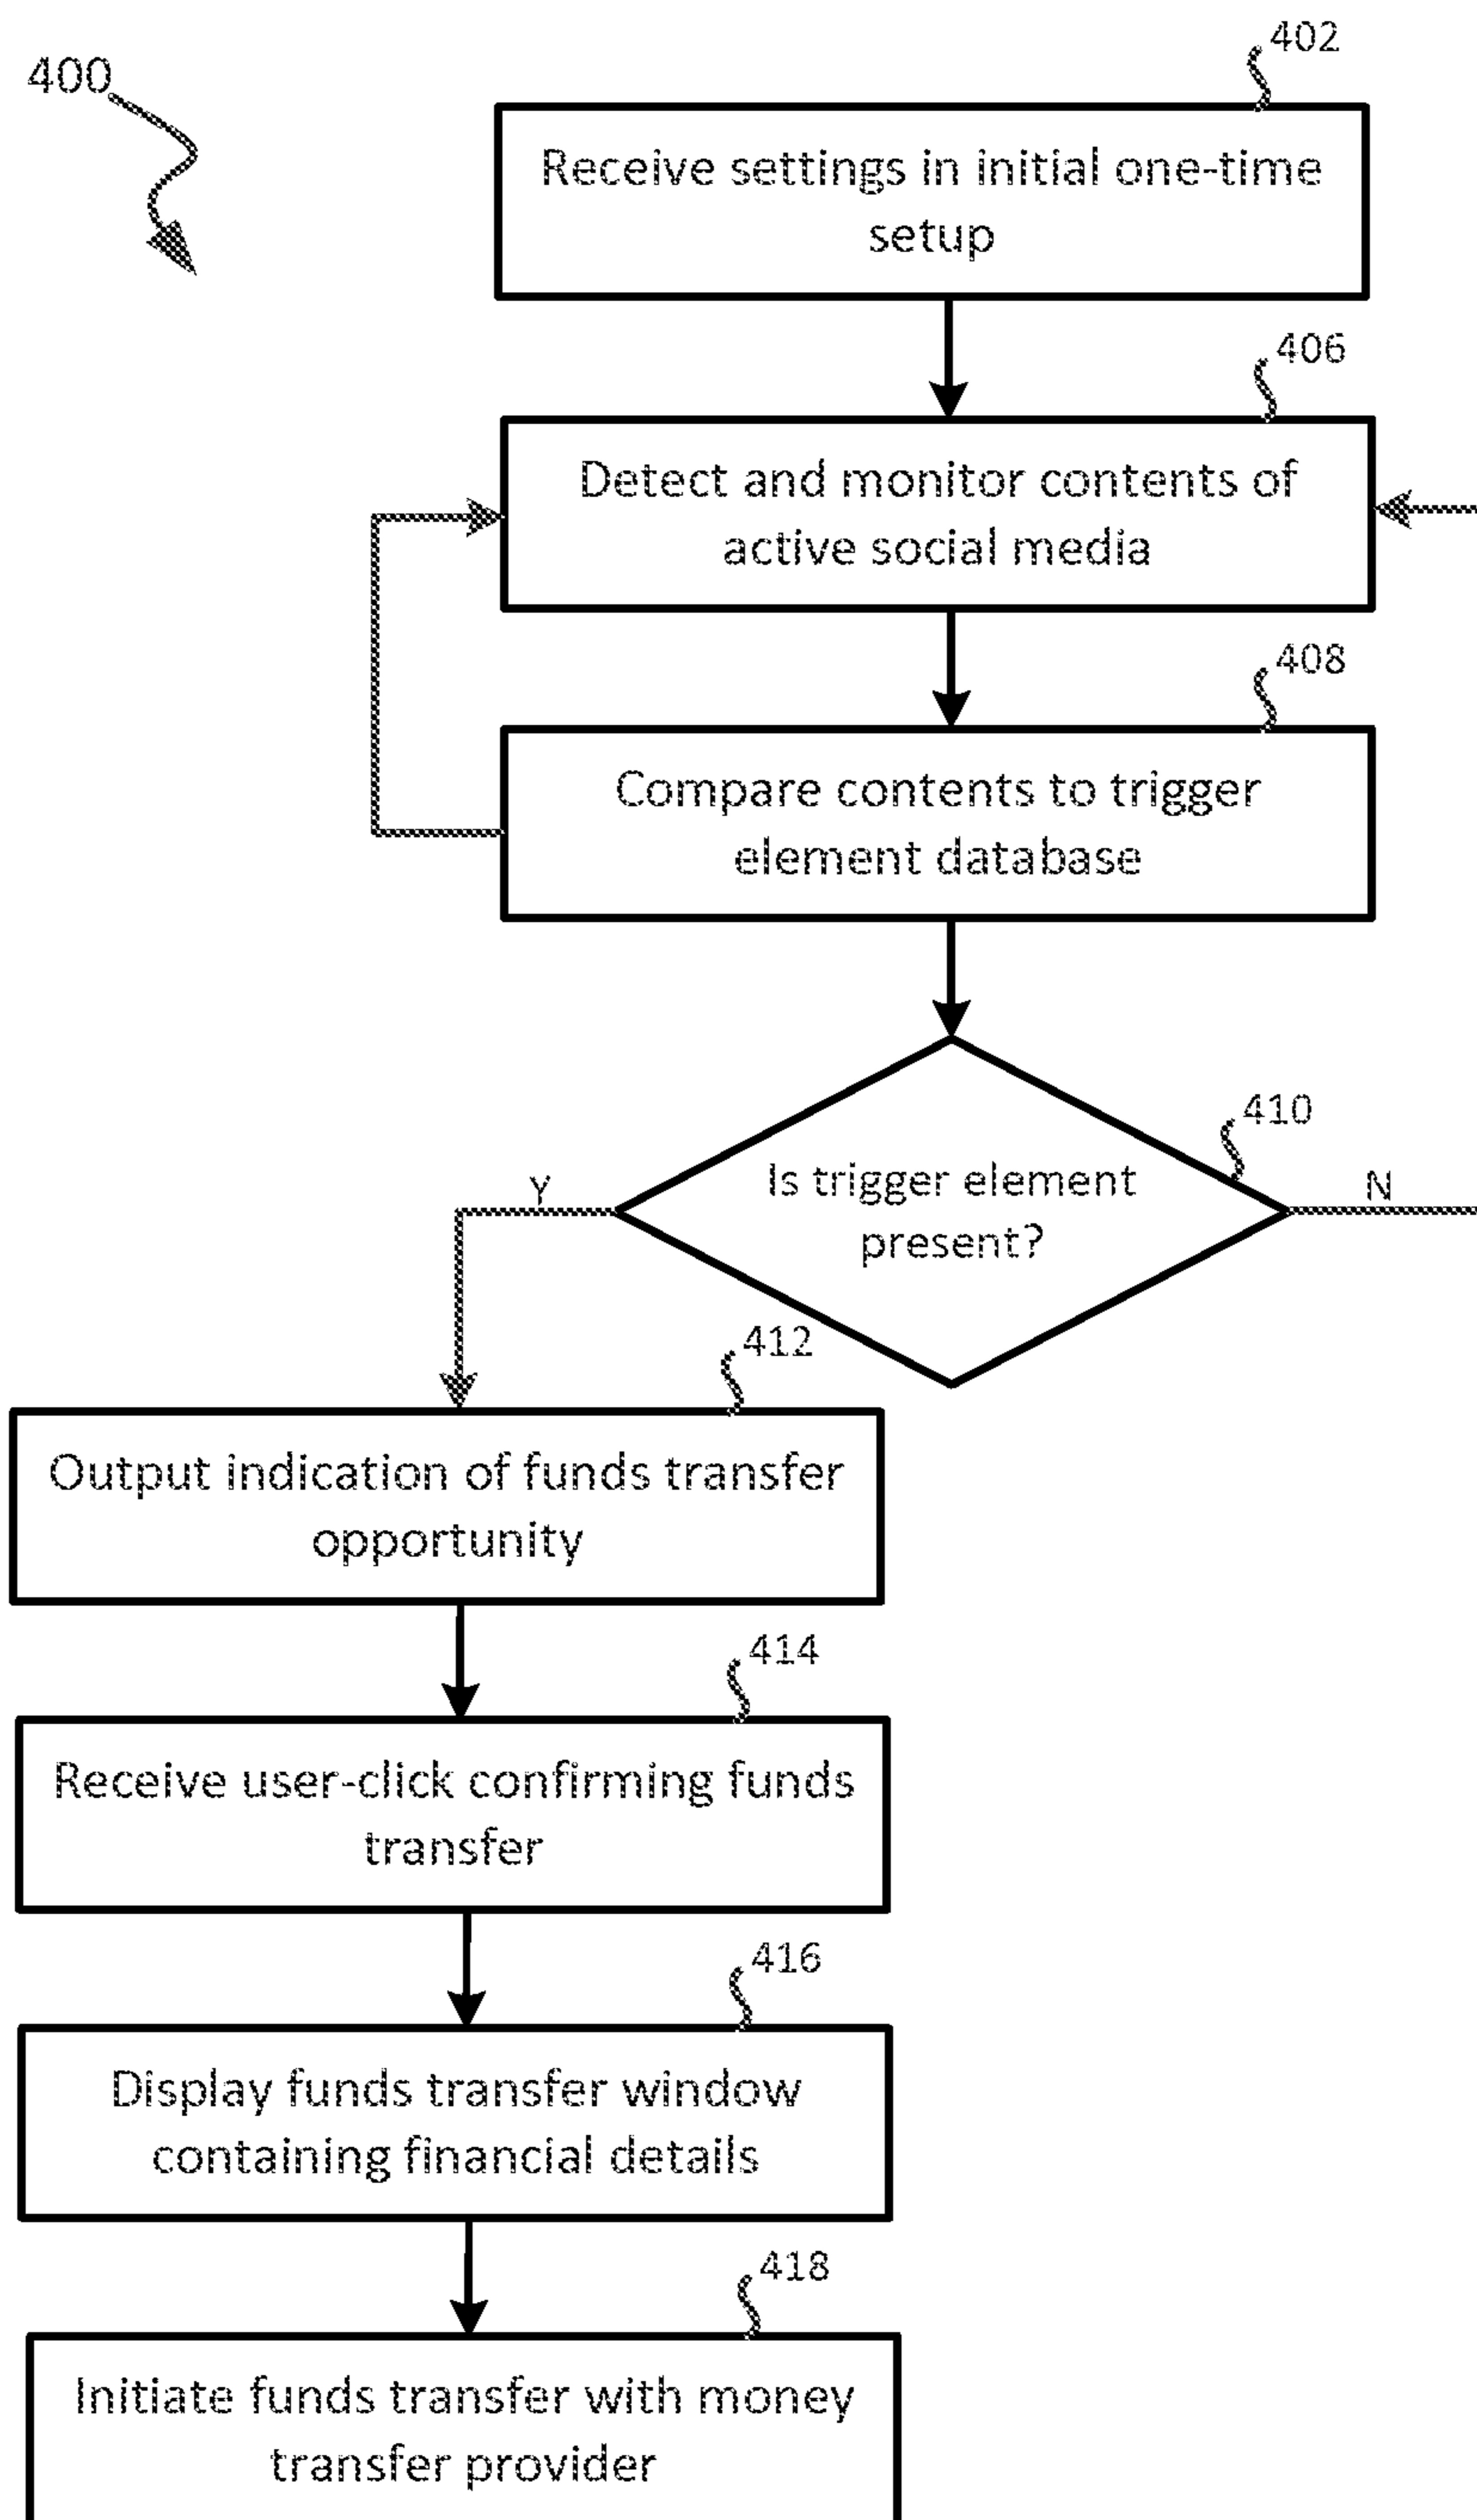 400
402
Receive settings in initial one-time
setup
406
Detect and monitor contents of
active social media
408
Compare contents to trigger
element database
410
Is trigger element
present?
Y
N
412
Output indication of funds transfer
opportunity
414
Receive user-click confirming funds
transfer
416
Display funds transfer window
containing financial details
418
Initiate funds transfer with money
transfer provider